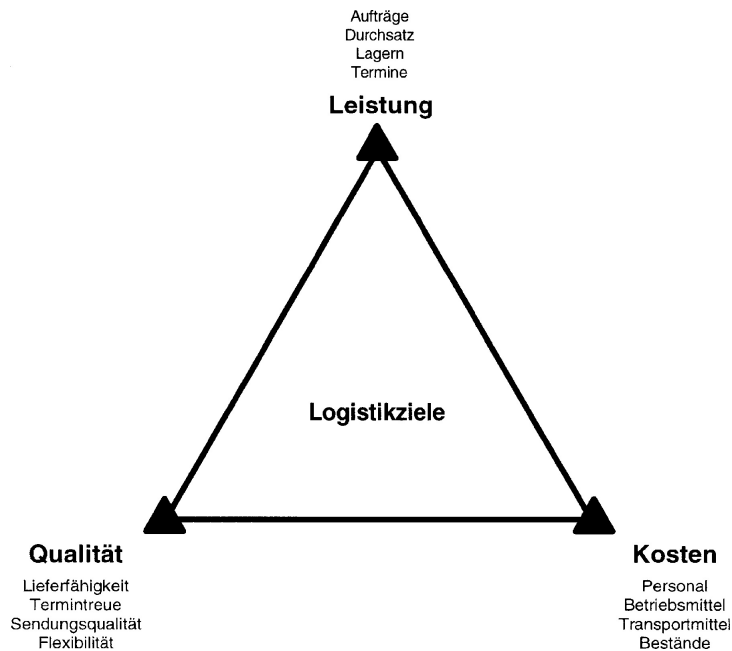 Aufträge
Durchsatz
Lagern
Termine
Leistung
Logistikziele
Qualität
Lieferfähigkeit
Termintreue
Sendungsqualität
Flexibilität
Kosten
Personal
Betriebsmittel
Transportmittel
Bestände